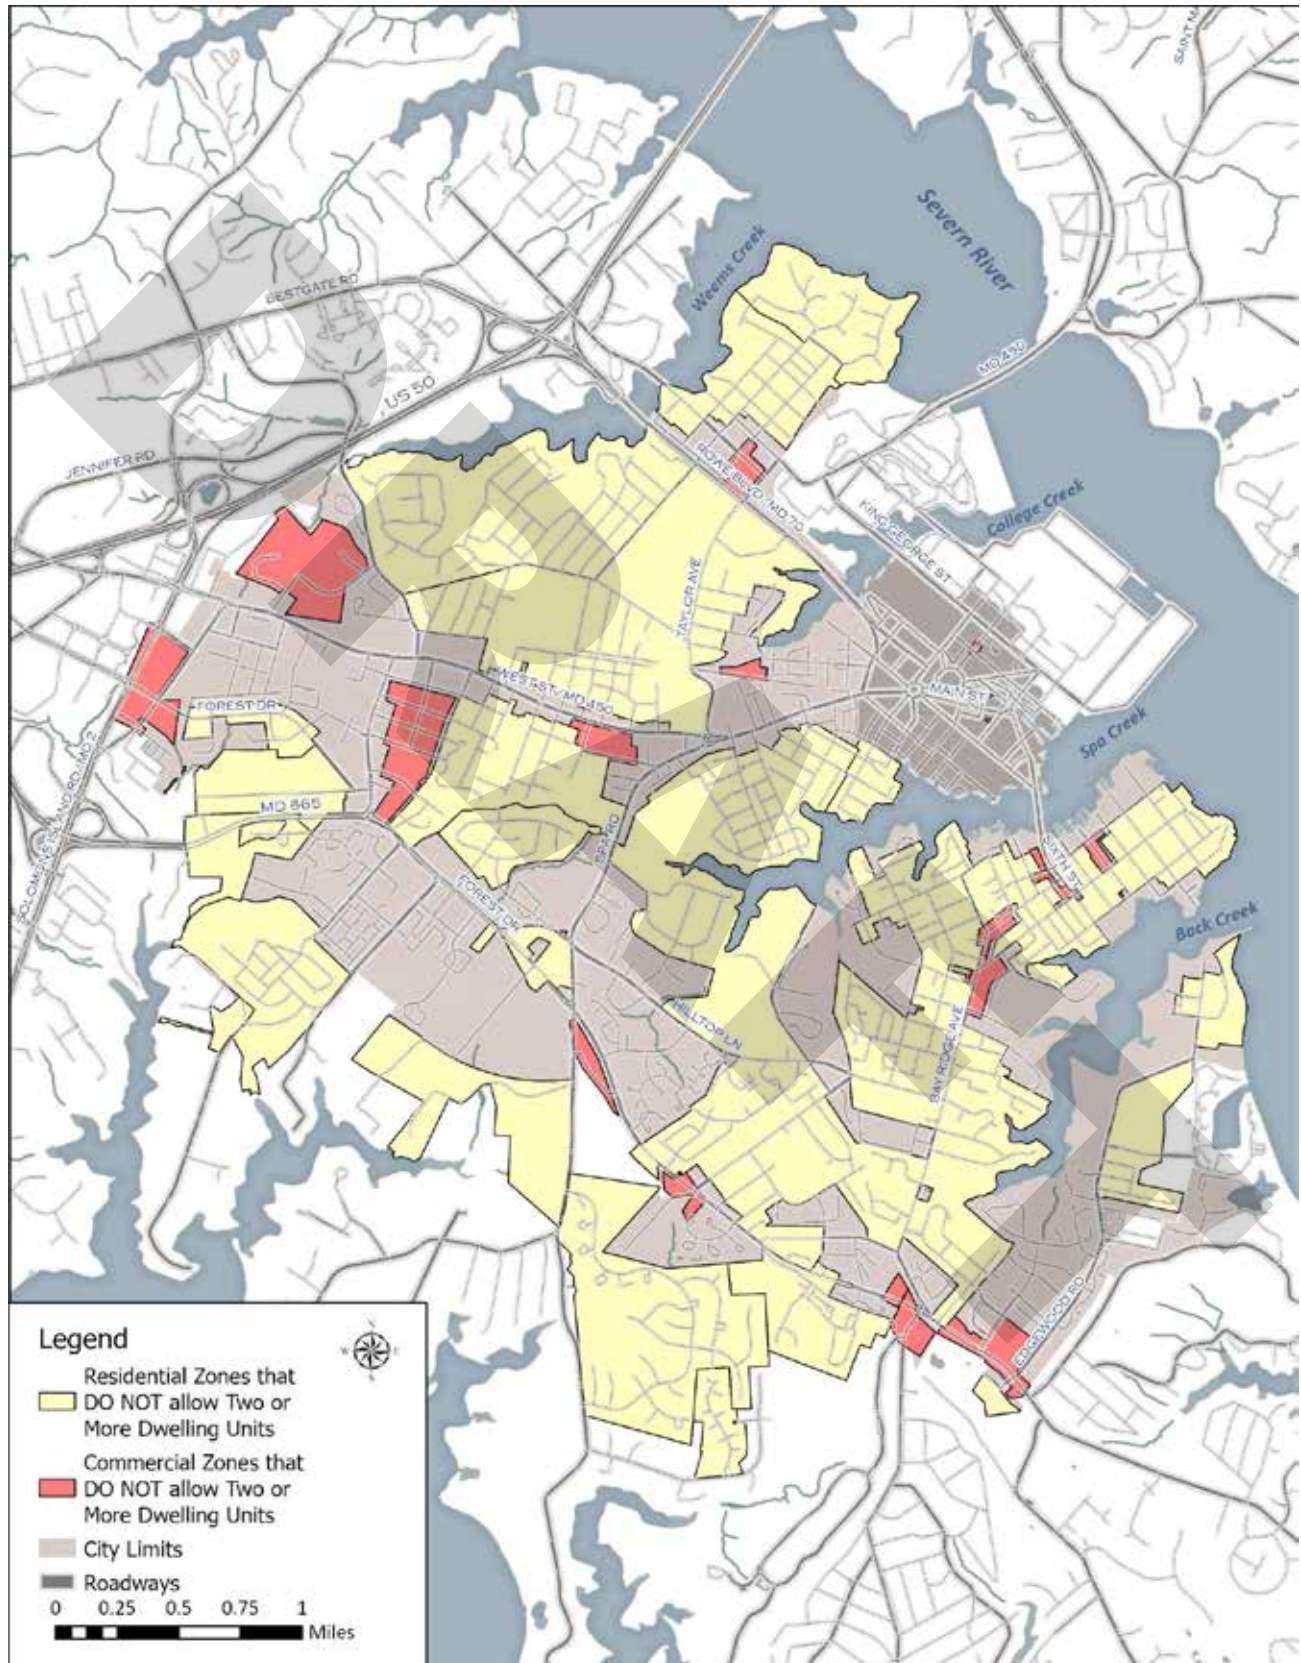 SAINT M
Severn River
Weems Creek
BESTGATE RD
MD 450
US 50
JENNIFER RD
ROWE BLVD/MD 70
KING GEORGE ST
College Creek
TAYLOR AVE
WEST ST/MD 450
MAIN ST
FOREST DR
Spa Creek
SOLOMONS ISLAND RD/MD 2
MD 665
SPA RD
SIXTH ST
FOREST DR
Back Creek
HILLTOP LN
BAY RIDGE AVE
EDGEWOOD RD
DRAFT
Legend
W E
Residential Zones that
DO NOT allow Two or
More Dwelling Units
Commercial Zones that
DO NOT allow Two or
More Dwelling Units
City Limits
Roadways
0 0.25 0.5 0.75 1
Miles